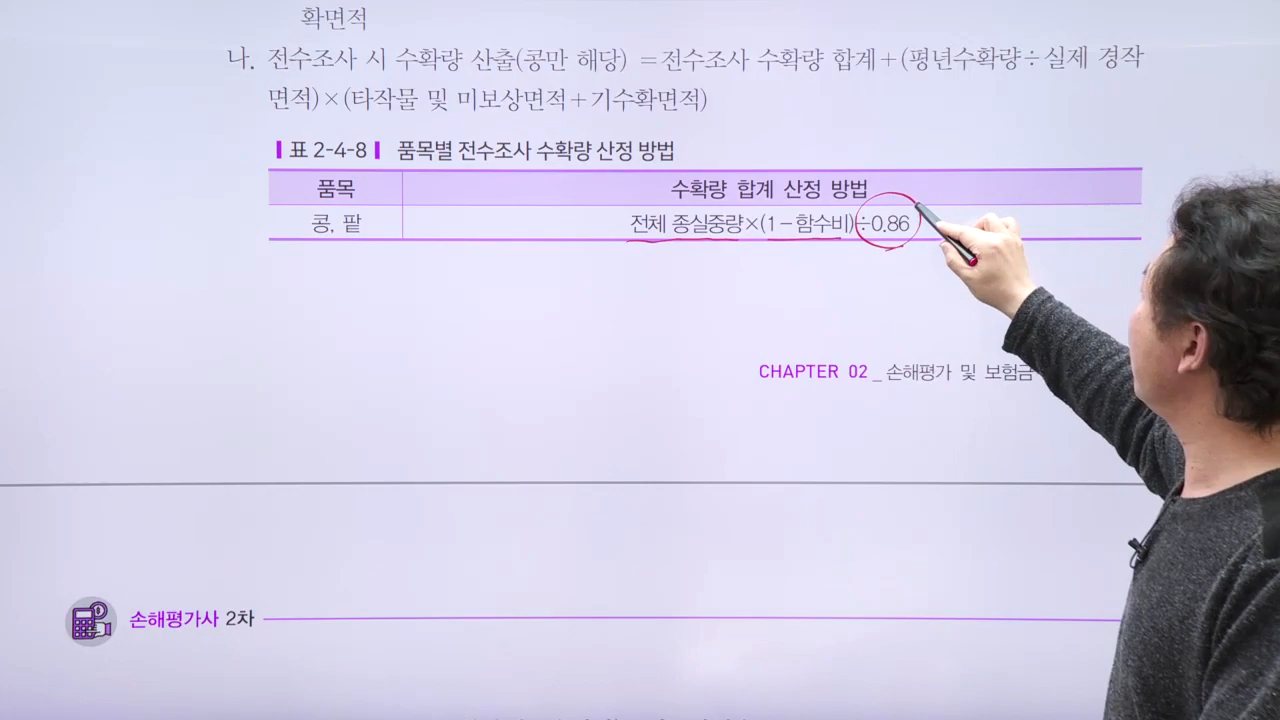 확면적
나. 전수조사 시 수확량 산출(콩만 해당) =전수조사 수확량 합계+(평년수확량÷실제 경작
면적)×(타작물 및 미보상면적+기수확면적)
표 2-4-8 품목별 전수조사 수확량 산정 방법
품목 수확량 합계 산정 방법
콩, 팥 전체 종실중량×(1-함수비)÷0.86
CHAPTER 02 _ 손해평가 및 보험금
손해평가사 2차